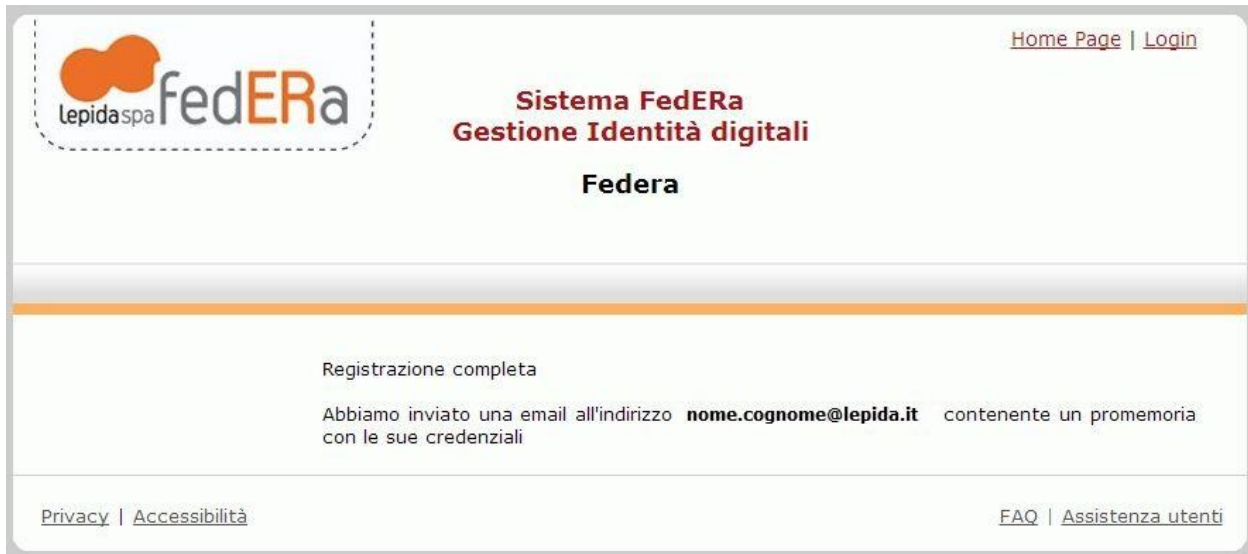 lepidaspa fedERa
Home Page | Login
Sistema FedERa
Gestione Identità digitali
Federa
Registrazione completa
Abbiamo inviato una email all'indirizzo nome.cognome@lepida.it contenente un promemoria
con le sue credenziali
Privacy | Accessibilità
FAQ | Assistenza utenti